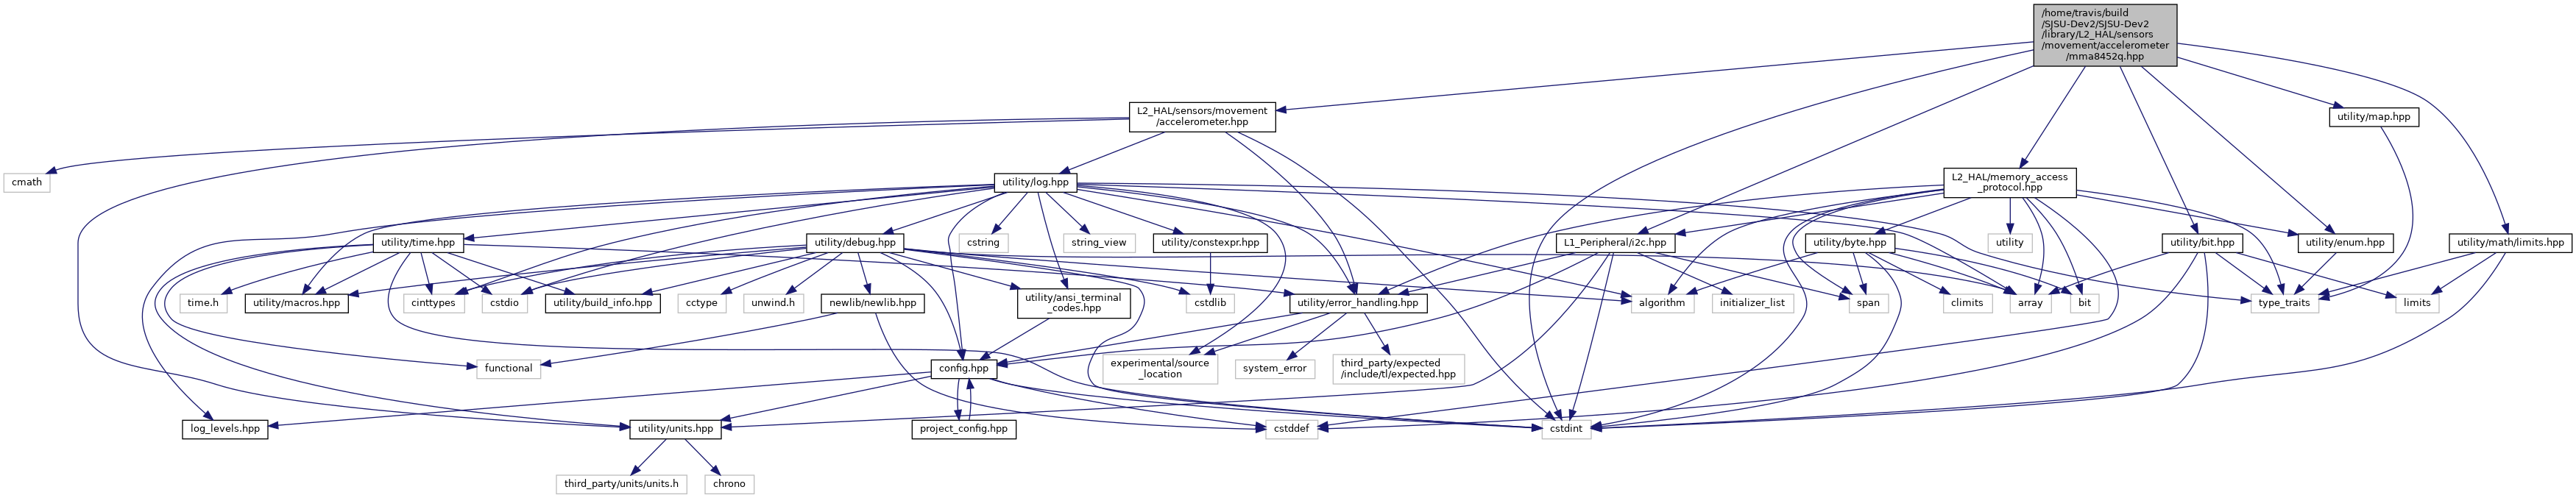 /home/travis/build
/SJSU-Dev2/SJSU-Dev2
/library/L2_HAL/sensors
/movement/accelerometer
/mma8452q.hpp
L2_HAL/sensors/movement
/accelerometer.hpp
utility/map.hpp
cmath
utility/log.hpp
L2_HAL/memory_access
_protocol.hpp
utility/time.hpp
utility/debug.hpp
cstring
string_view
utility/constexpr.hpp
L1_Peripheral/i2c.hpp
utility/byte.hpp
utility
utility/bit.hpp
utility/enum.hpp
utility/math/limits.hpp
time.h
utility/macros.hpp
cinttypes
cstdio
utility/build_info.hpp
cctype
unwind.h
newlib/newlib.hpp
utility/ansi_terminal
_codes.hpp
cstdlib
utility/error_handling.hpp
algorithm
initializer_list
span
climits
array
bit
type_traits
limits
functional
config.hpp
experimental/source
_location
system_error
third_party/expected
/include/tl/expected.hpp
log_levels.hpp
utility/units.hpp
project_config.hpp
cstddef
cstdint
third_party/units/units.h
chrono